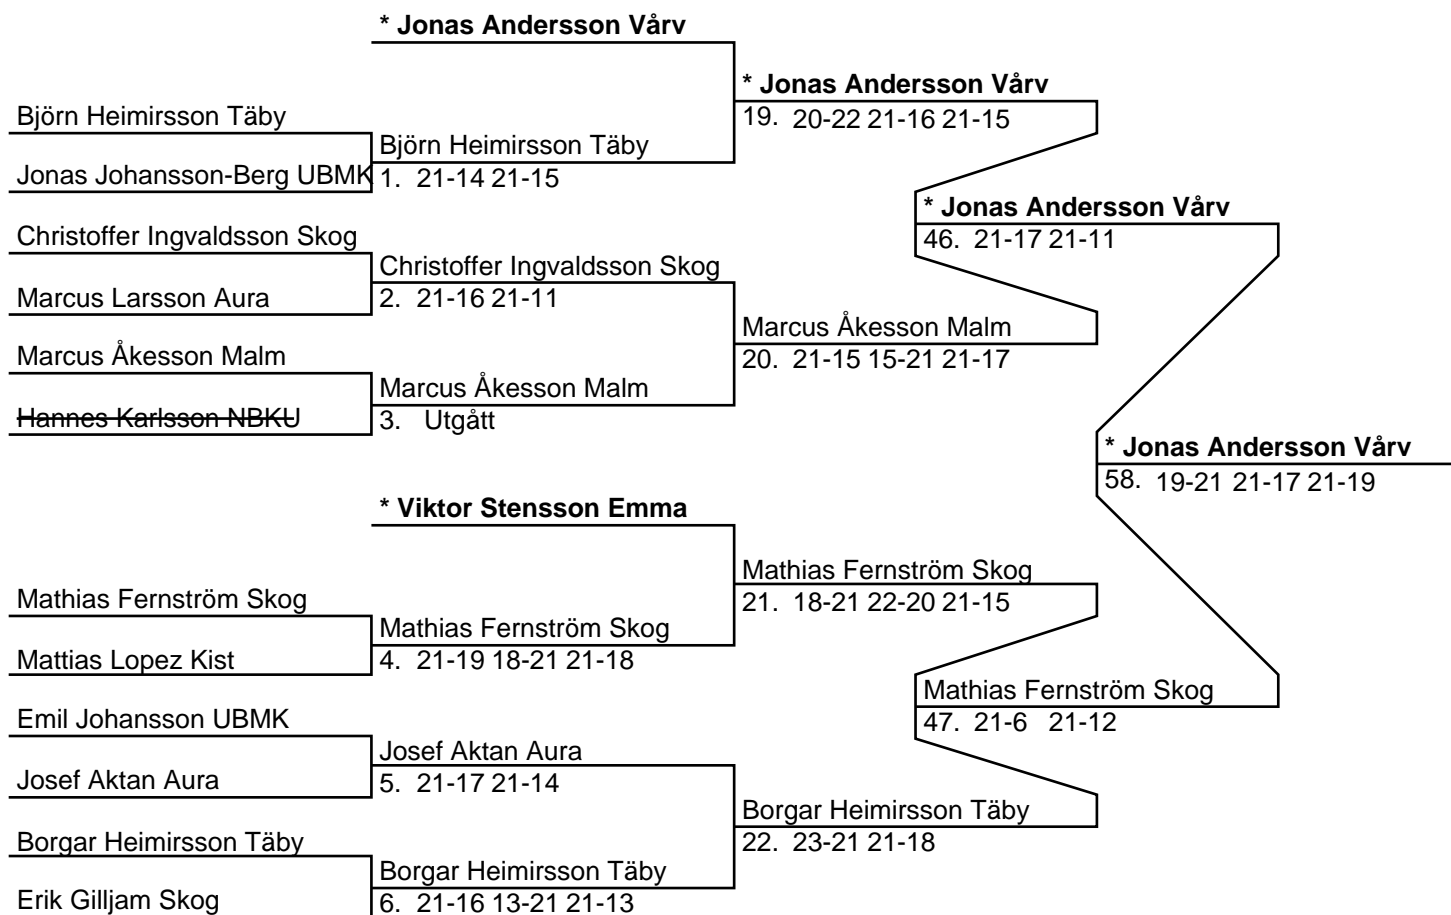 * Jonas Andersson Vårv
* Jonas Andersson Vårv
19. 20-22 21-16 21-15
Björn Heimirsson Täby
Björn Heimirsson Täby
Jonas Johansson-Berg UBMK
1. 21-14 21-15
* Jonas Andersson Vårv
46. 21-17 21-11
Christoffer Ingvaldsson Skog
Christoffer Ingvaldsson Skog
Marcus Larsson Aura
2. 21-16 21-11
Marcus Åkesson Malm
20. 21-15 15-21 21-17
Marcus Åkesson Malm
Marcus Åkesson Malm
Hannes Karlsson NBKU
3. Utgått
* Jonas Andersson Vårv
58. 19-21 21-17 21-19
* Viktor Stensson Emma
Mathias Fernström Skog
21. 18-21 22-20 21-15
Mathias Fernström Skog
Mathias Fernström Skog
Mattias Lopez Kist
4. 21-19 18-21 21-18
Mathias Fernström Skog
47. 21-6 21-12
Emil Johansson UBMK
Josef Aktan Aura
Josef Aktan Aura
5. 21-17 21-14
Borgar Heimirsson Täby
22. 23-21 21-18
Borgar Heimirsson Täby
Borgar Heimirsson Täby
Erik Gilljam Skog
6. 21-16 13-21 21-13